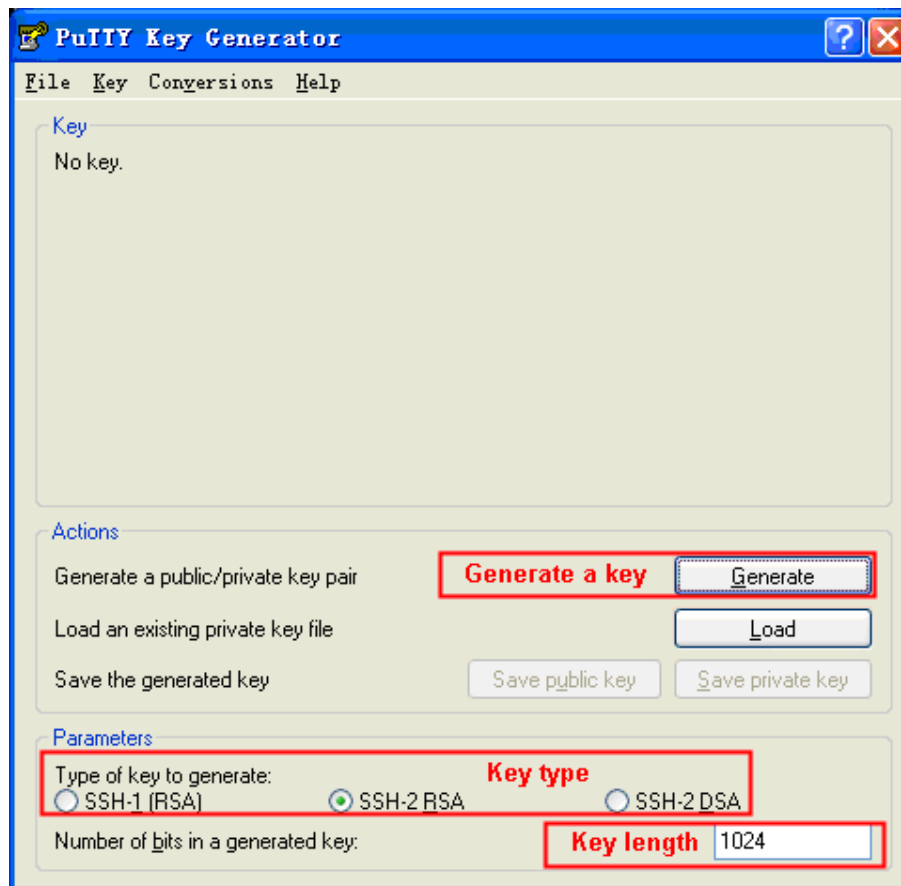 PuTTY Key Generator
File Key Conversions Help
Key
No key.
Actions
Generate a public/private key pair Generate a key Generate
Load an existing private key file Load
Save the generated key Save public key Save private key
Parameters
Type of key to generate: Key type
SSH-1 (RSA) SSH-2 RSA SSH-2 DSA
Number of bits in a generated key: Key length 1024